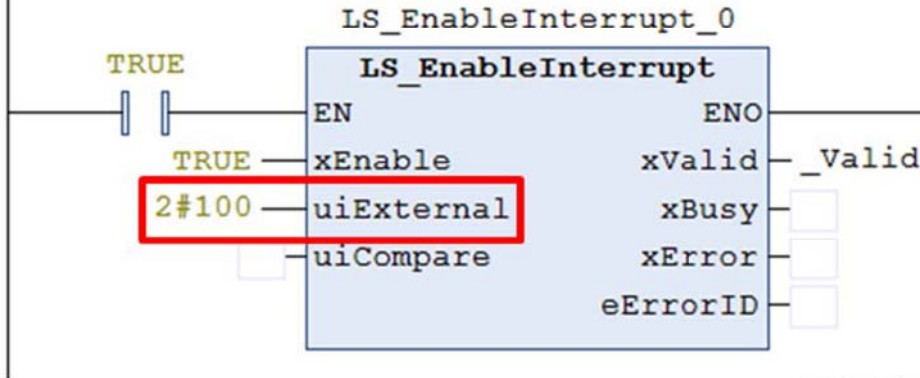 LS_EnableInterrupt_0
TRUE LS_EnableInterrupt
EN ENO
TRUE xEnable xValid _Valid
2#100 uiExternal xBusy
uiCompare xError
eErrorID